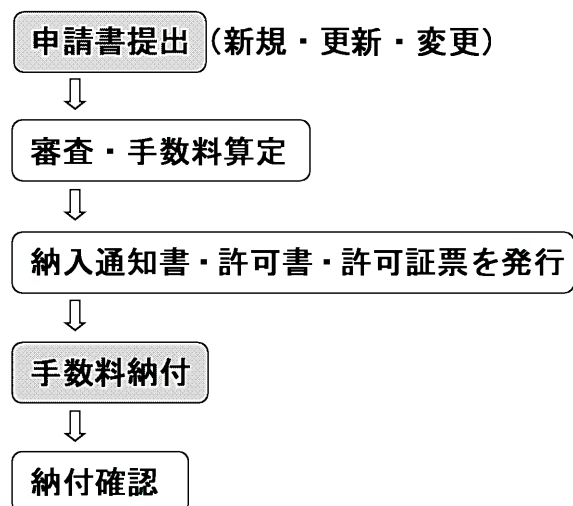 申請書提出(新規・更新・変更)
審査・手数料算定
納入通知書・許可書・許可証票を発行
手数料納付
納付確認